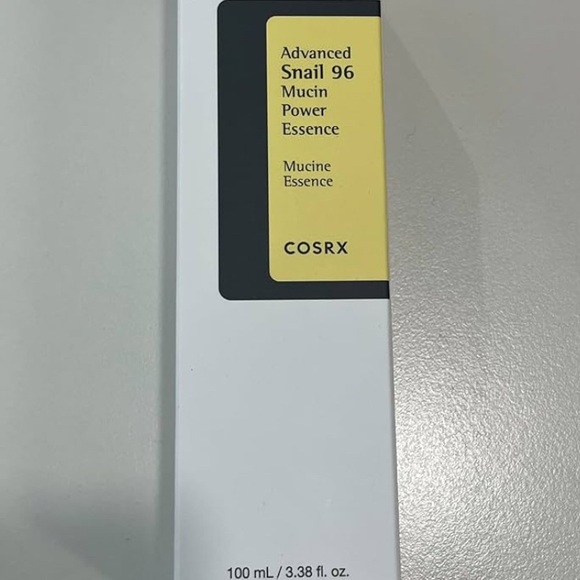 Advanced
Snail 96
Mucin
Power
Essence
Mucine
Essence
COSRX
100 mL / 3.38 fl. oz.